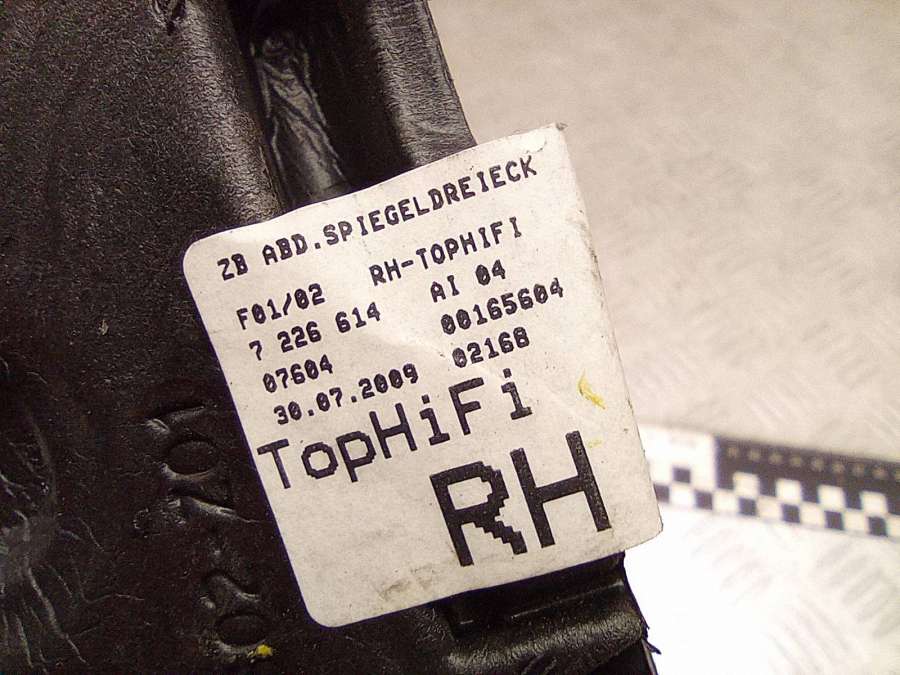 ZB ABD.SPIEGELDREIECK
F01/02 RH-TOPHIFI
7 226 614 AI 04
07604 00165604
30.07.2009 02168
TopHiFi
RH